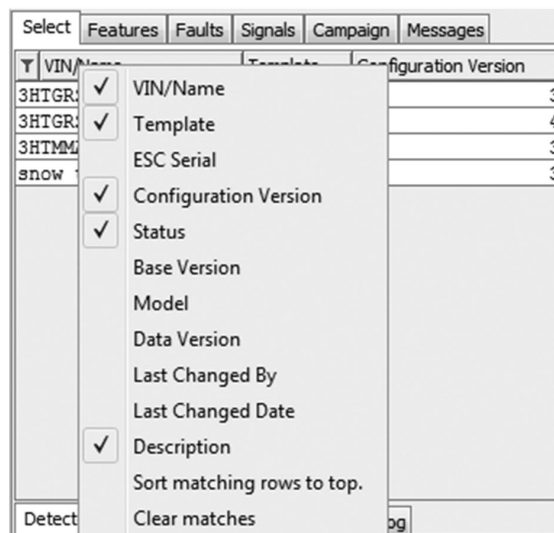 Select Features Faults Signals Campaign Messages
VIN/Name Template Configuration Version
3HTGR
3HTGR
3HTMM
snow
VIN/Name
Template
ESC Serial
Configuration Version
Status
Base Version
Model
Data Version
Last Changed By
Last Changed Date
Description
Sort matching rows to top.
Clear matches
Detect og